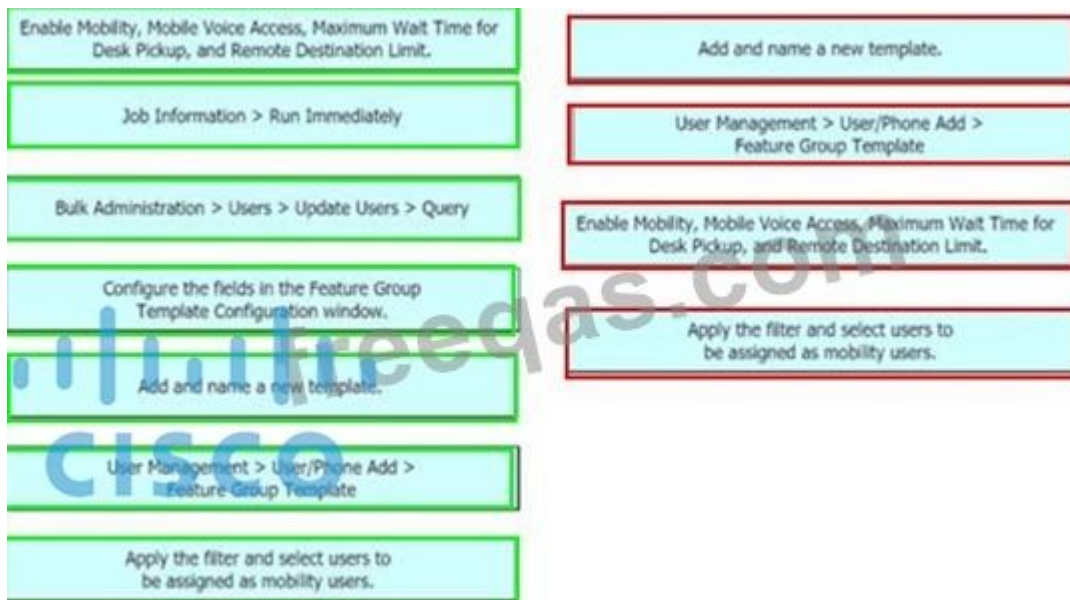 Enable Mobility, Mobile Voice Access, Maximum Wait Time for
Desk Pickup, and Remote Destination Limit.
Job Information > Run Immediately
Bulk Administration > Users > Update Users > Query
Configure the fields in the Feature Group
Template Configuration window.
Add and name a new template.
User Management > User/Phone Add >
Feature Group Template
Apply the filter and select users to
be assigned as mobility users.
Add and name a new template.
User Management > User/Phone Add >
Feature Group Template
Enable Mobility, Mobile Voice Access, Maximum Wait Time for
Desk Pickup, and Remote Destination Limit.
Apply the filter and select users to
be assigned as mobility users.
freeqas.com
CISCO